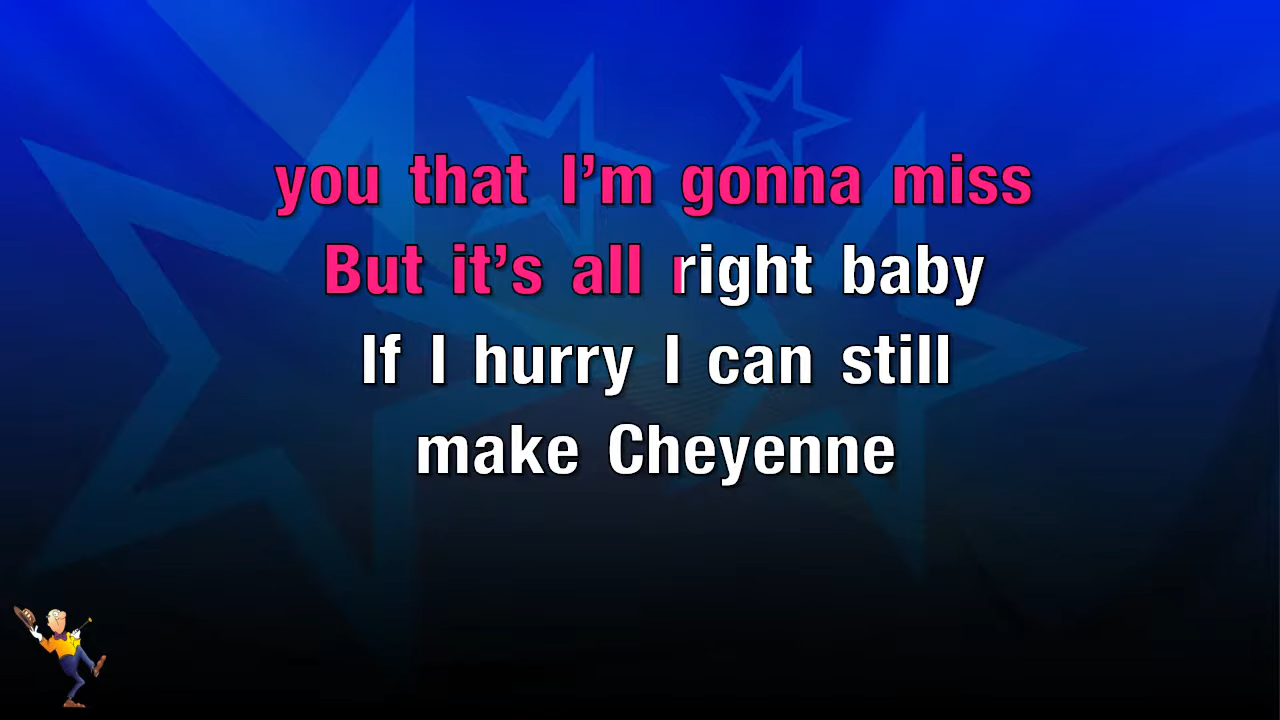 you that I’m gonna miss
But it’s all right baby
If I hurry I can still
make Cheyenne